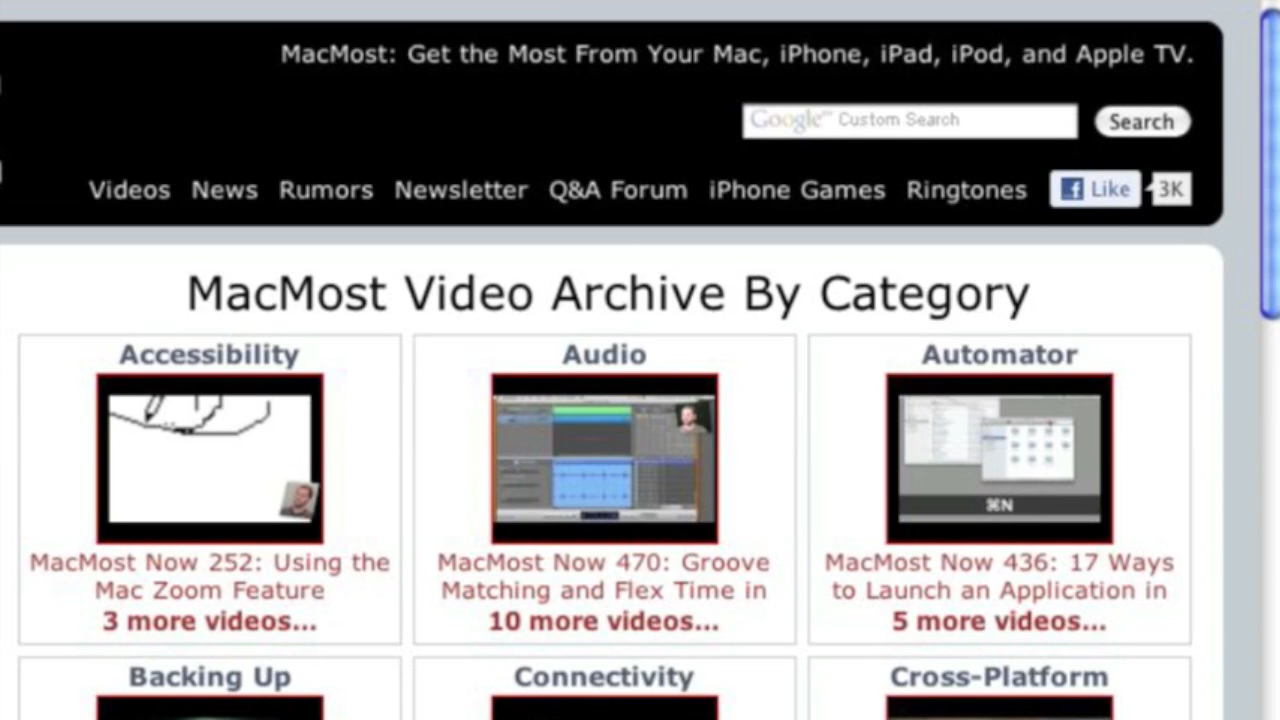 MacMost: Get the Most From Your Mac, iPhone, iPad, iPod, and Apple TV.
Google™ Custom Search
Search
Videos News Rumors Newsletter Q&A Forum iPhone Games Ringtones Like 3K
MacMost Video Archive By Category
Accessibility Audio Automator
⌘N
MacMost Now 252: Using the MacMost Now 470: Groove MacMost Now 436: 17 Ways
Mac Zoom Feature Matching and Flex Time in to Launch an Application in
3 more videos... 10 more videos... 5 more videos...
Backing Up Connectivity Cross-Platform